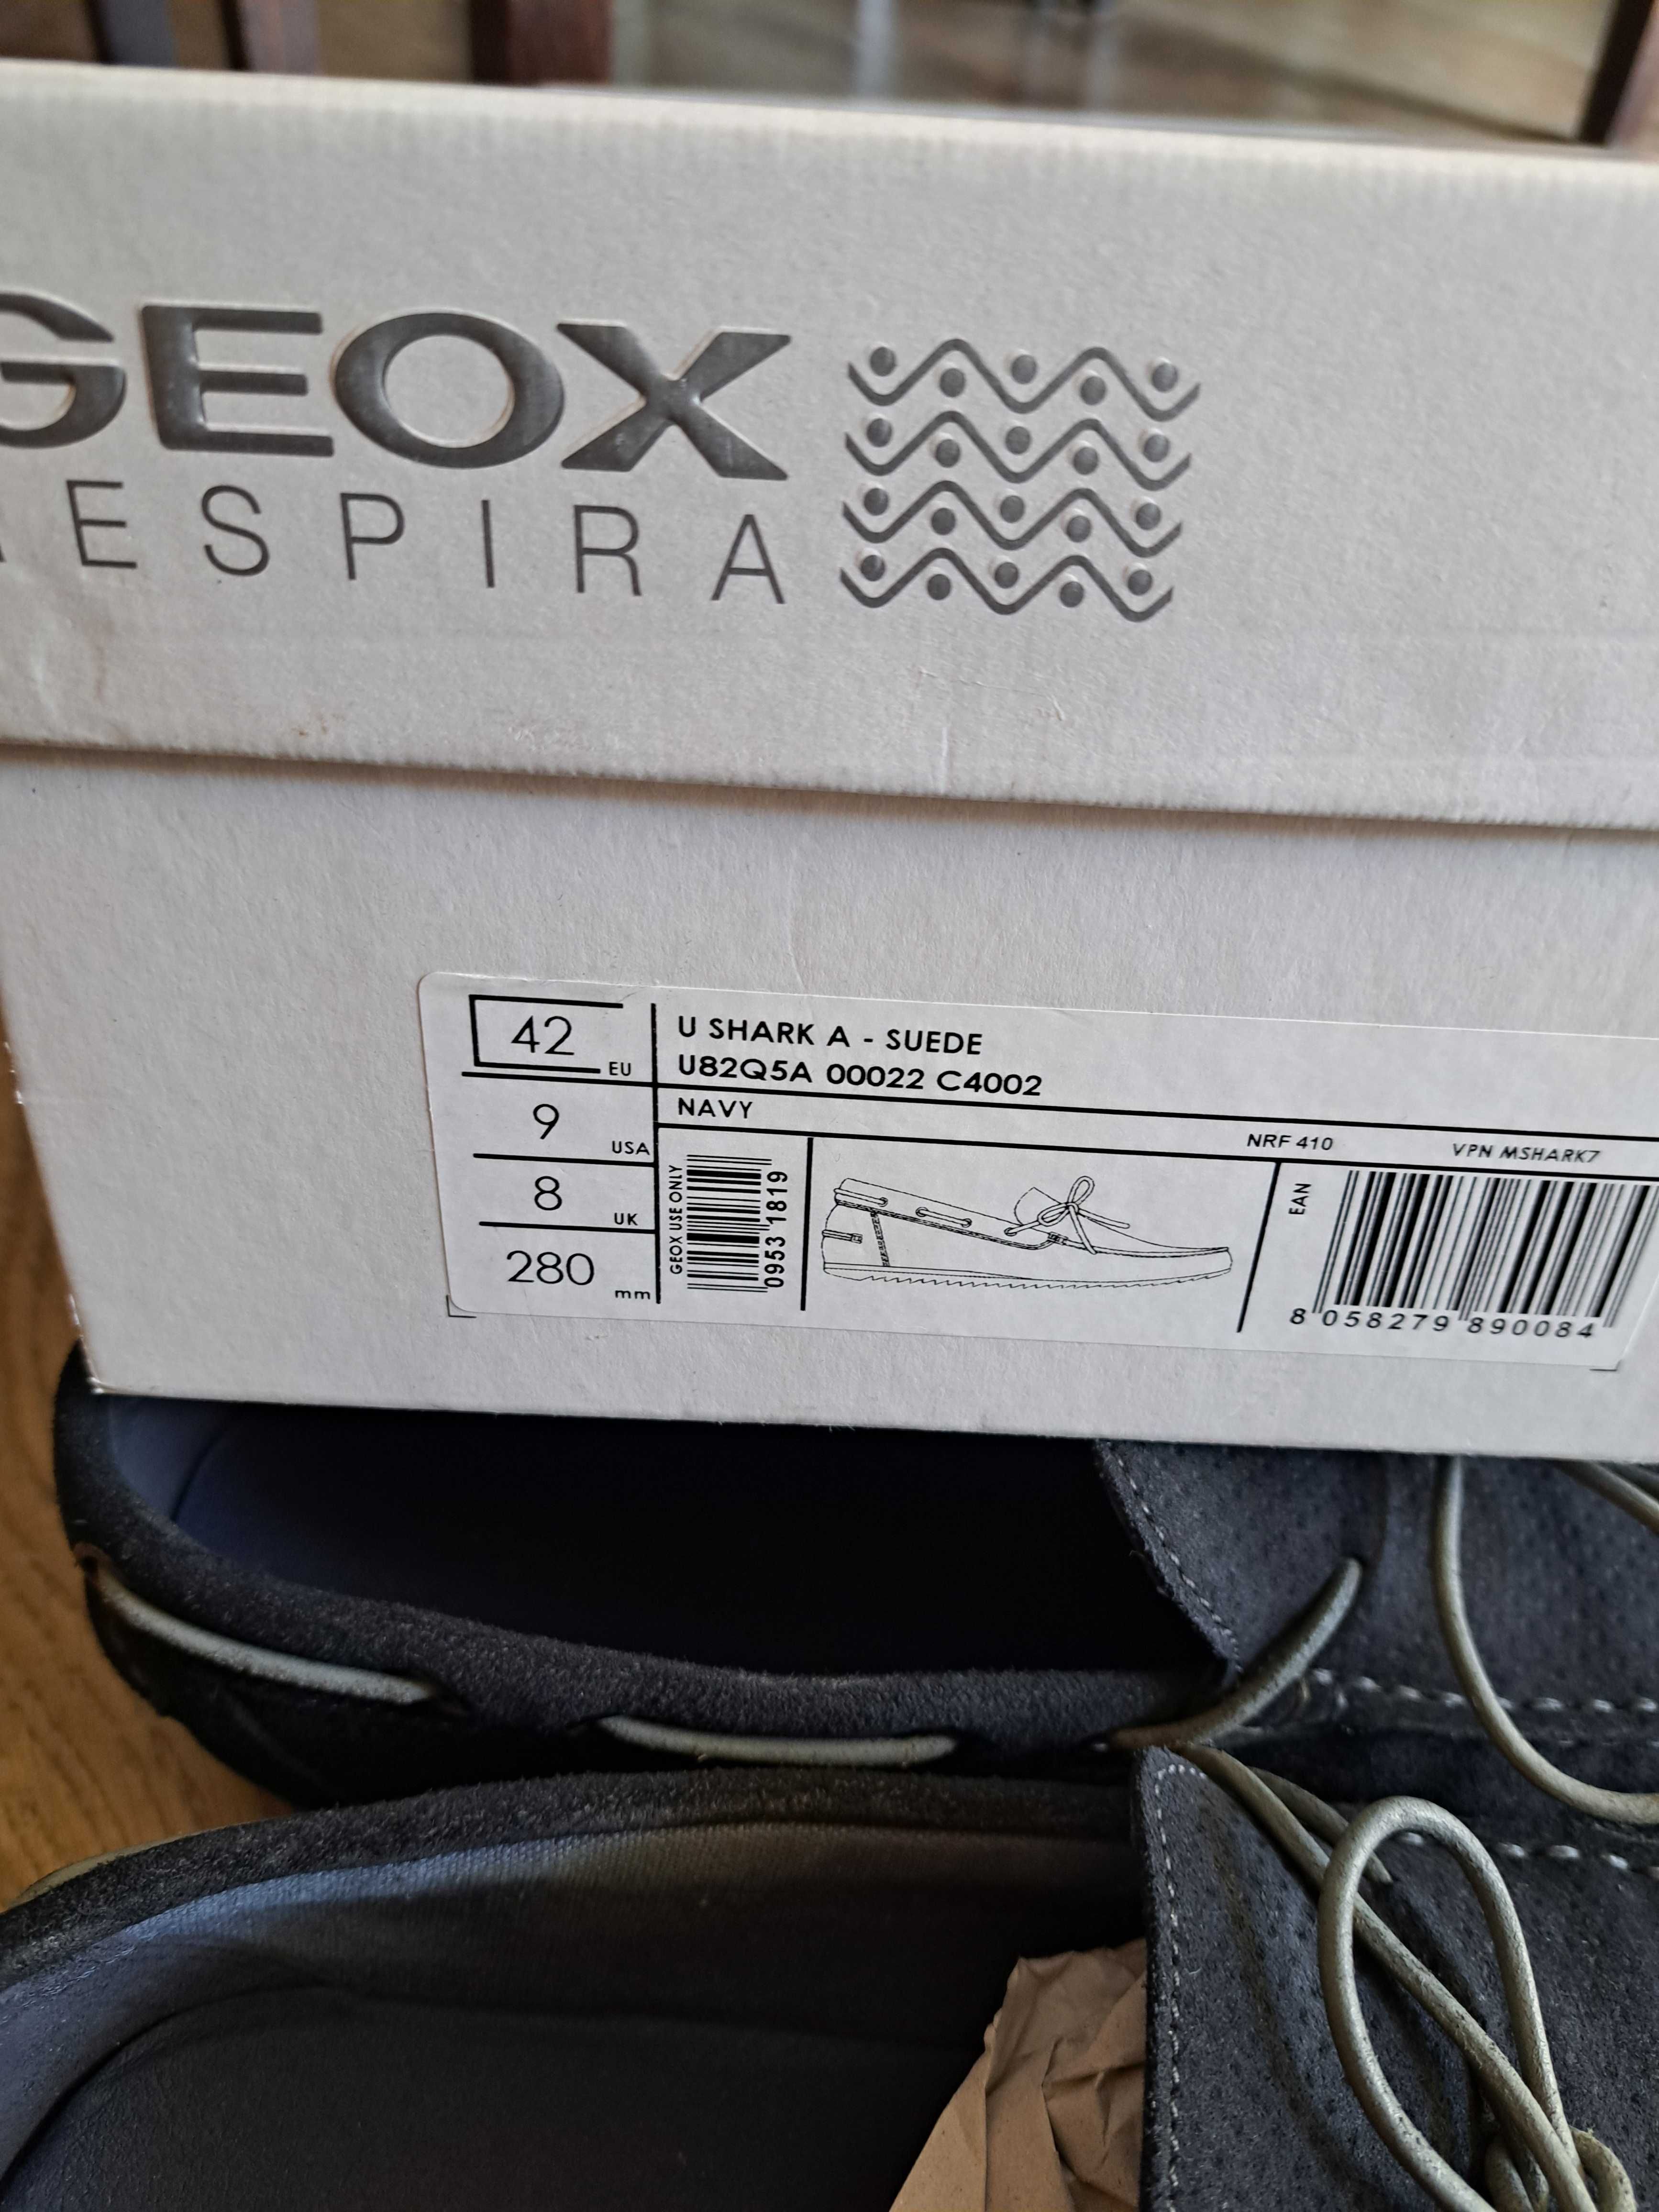 GEOX
RESPIRA
42 EU
9 USA
8 UK
280 mm
U SHARK A - SUEDE
U82Q5A 00022 C4002
NAVY
NRF 410
VPN MSHARK7
GEOX USE ONLY
0953 1819
EAN
8 058279 890084